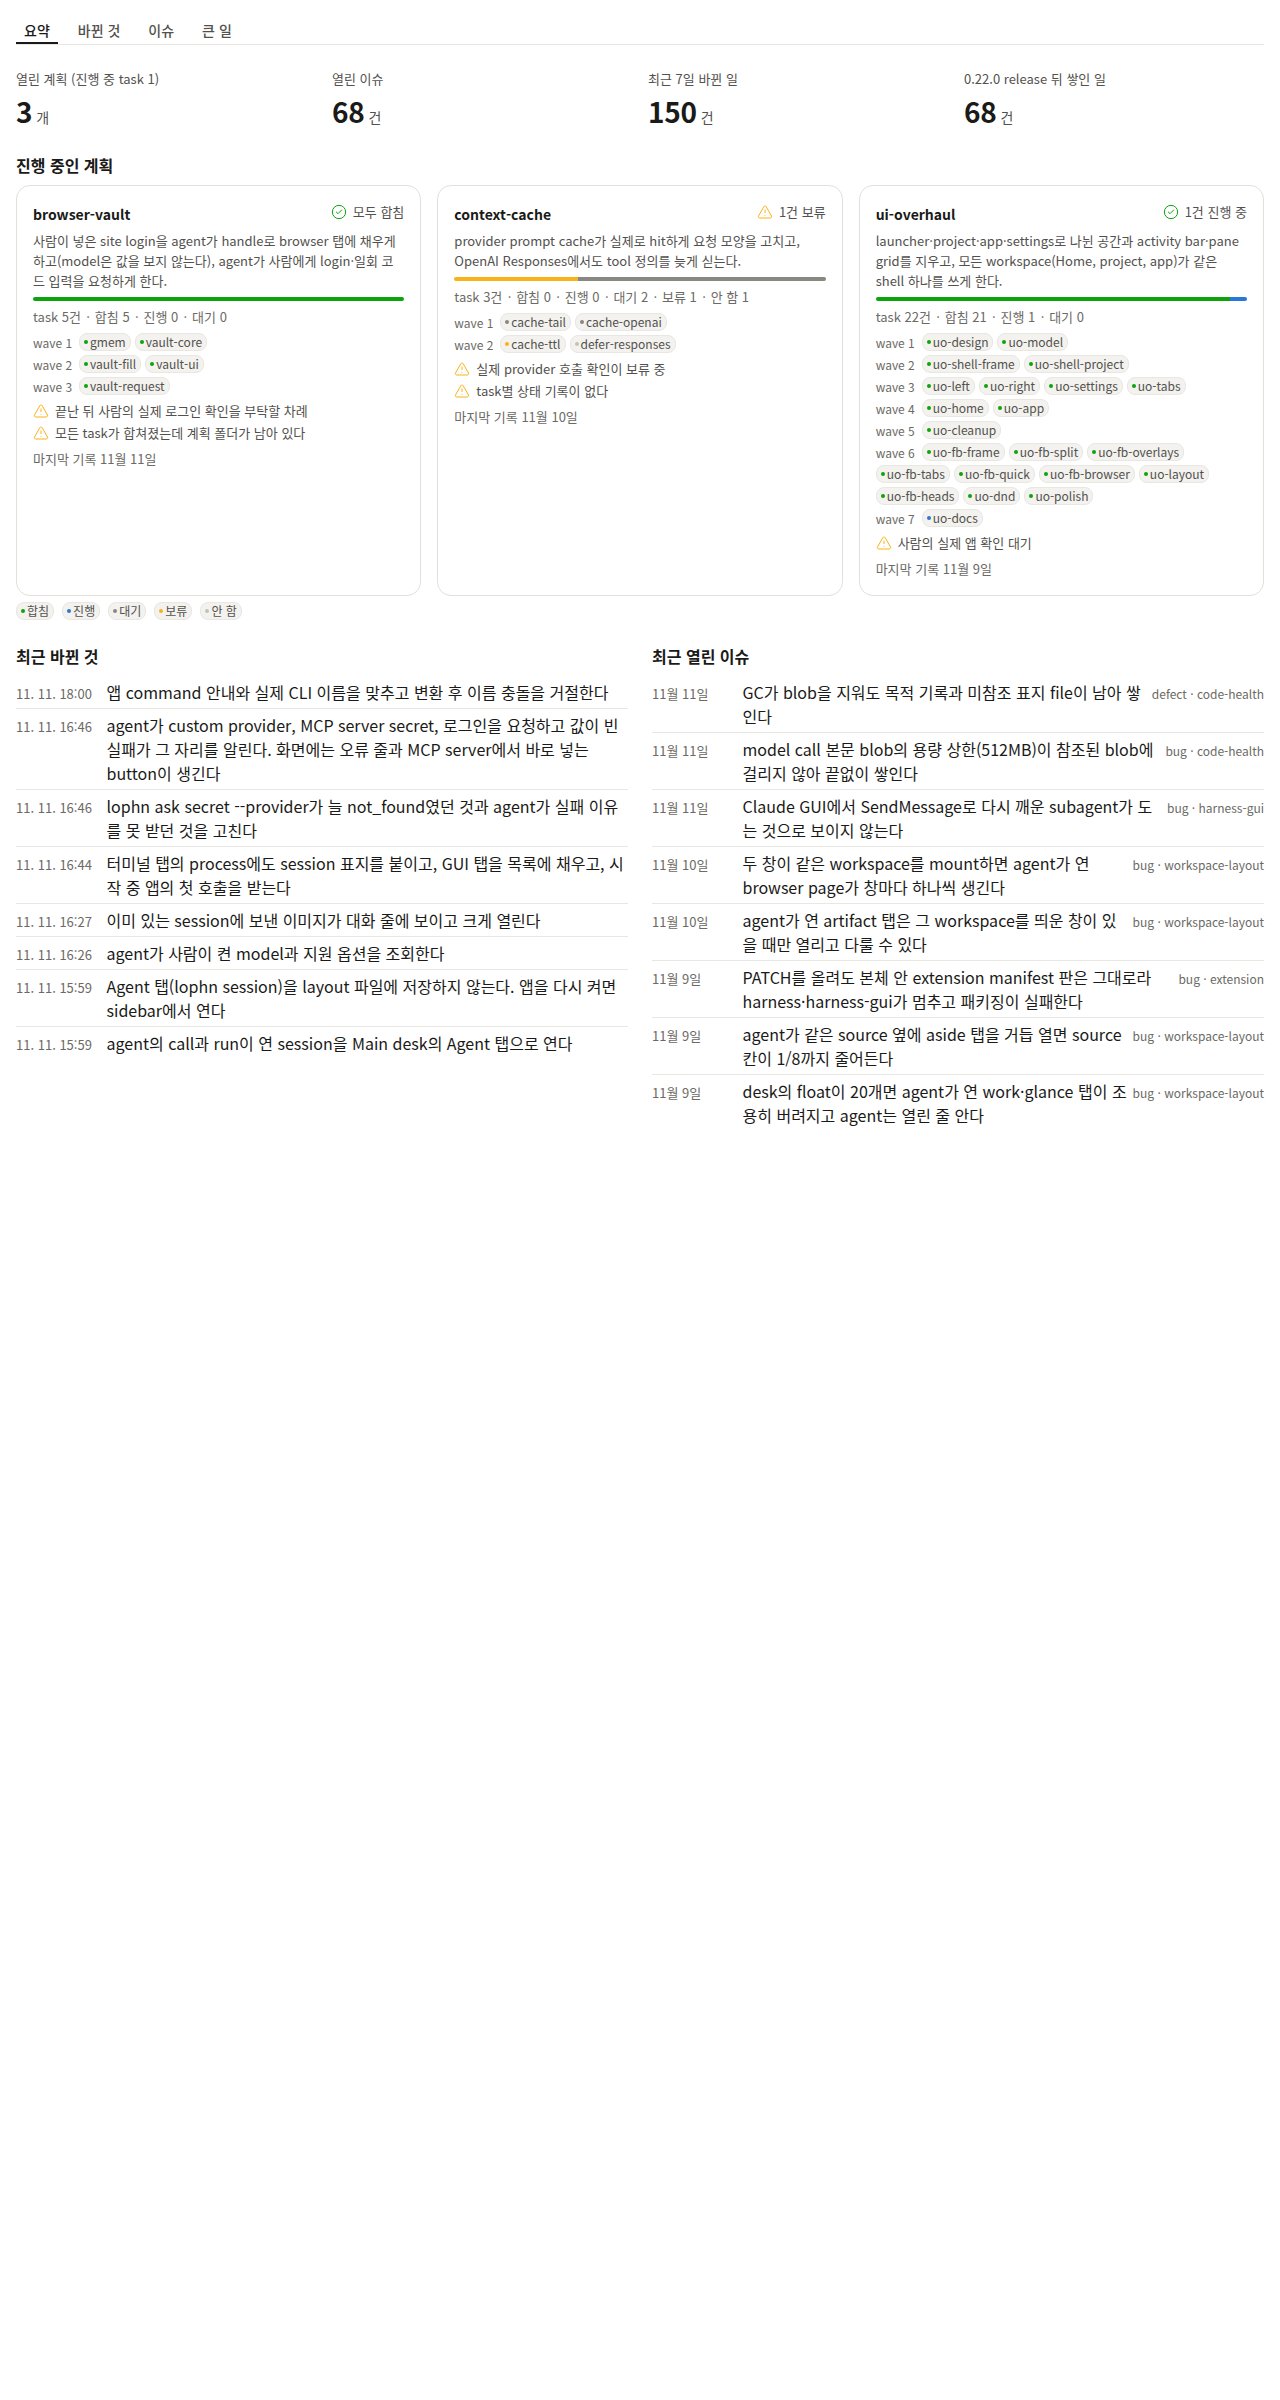 요약 바뀐 것 이슈 큰 일
열린 계획 (진행 중 task 1)
3 개
열린 이슈
68 건
최근 7일 바뀐 일
150 건
0.22.0 release 뒤 쌓인 일
68 건
진행 중인 계획
browser-vault 모두 합침
사람이 넣은 site login을 agent가 handle로 browser 탭에 채우게
하고(model은 값을 보지 않는다), agent가 사람에게 login·일회 코
드 입력을 요청하게 한다.
task 5건 · 합침 5 · 진행 0 · 대기 0
wave 1 gmem vault-core
wave 2 vault-fill vault-ui
wave 3 vault-request
끝난 뒤 사람의 실제 로그인 확인을 부탁할 차례
모든 task가 합쳐졌는데 계획 폴더가 남아 있다
마지막 기록 11월 11일
context-cache 1건 보류
provider prompt cache가 실제로 hit하게 요청 모양을 고치고,
OpenAI Responses에서도 tool 정의를 늦게 싣는다.
task 3건 · 합침 0 · 진행 0 · 대기 2 · 보류 1 · 안 함 1
wave 1 cache-tail cache-openai
wave 2 cache-ttl defer-responses
실제 provider 호출 확인이 보류 중
task별 상태 기록이 없다
마지막 기록 11월 10일
ui-overhaul 1건 진행 중
launcher·project·app·settings로 나뉜 공간과 activity bar·pane
grid를 지우고, 모든 workspace(Home, project, app)가 같은
shell 하나를 쓰게 한다.
task 22건 · 합침 21 · 진행 1 · 대기 0
wave 1 uo-design uo-model
wave 2 uo-shell-frame uo-shell-project
wave 3 uo-left uo-right uo-settings uo-tabs
wave 4 uo-home uo-app
wave 5 uo-cleanup
wave 6 uo-fb-frame uo-fb-split uo-fb-overlays
uo-fb-tabs uo-fb-quick uo-fb-browser uo-layout
uo-fb-heads uo-dnd uo-polish
wave 7 uo-docs
사람의 실제 앱 확인 대기
마지막 기록 11월 9일
합침 진행 대기 보류 안 함
최근 바뀐 것
11. 11. 18:00 앱 command 안내와 실제 CLI 이름을 맞추고 변환 후 이름 충돌을 거절한다
11. 11. 16:46 agent가 custom provider, MCP server secret, 로그인을 요청하고 값이 빈
실패가 그 자리를 알린다. 화면에는 오류 줄과 MCP server에서 바로 넣는
button이 생긴다
11. 11. 16:46 lophn ask secret --provider가 늘 not_found였던 것과 agent가 실패 이유
를 못 받던 것을 고친다
11. 11. 16:44 터미널 탭의 process에도 session 표지를 붙이고, GUI 탭을 목록에 채우고, 시
작 중 앱의 첫 호출을 받는다
11. 11. 16:27 이미 있는 session에 보낸 이미지가 대화 줄에 보이고 크게 열린다
11. 11. 16:26 agent가 사람이 켠 model과 지원 옵션을 조회한다
11. 11. 15:59 Agent 탭(lophn session)을 layout 파일에 저장하지 않는다. 앱을 다시 켜면
sidebar에서 연다
11. 11. 15:59 agent의 call과 run이 연 session을 Main desk의 Agent 탭으로 연다
최근 열린 이슈
11월 11일 GC가 blob을 지워도 목적 기록과 미참조 표지 file이 남아 쌓 defect · code-health
인다
11월 11일 model call 본문 blob의 용량 상한(512MB)이 참조된 blob에 bug · code-health
걸리지 않아 끝없이 쌓인다
11월 11일 Claude GUI에서 SendMessage로 다시 깨운 subagent가 도 bug · harness-gui
는 것으로 보이지 않는다
11월 10일 두 창이 같은 workspace를 mount하면 agent가 연 bug · workspace-layout
browser page가 창마다 하나씩 생긴다
11월 10일 agent가 연 artifact 탭은 그 workspace를 띄운 창이 있 bug · workspace-layout
을 때만 열리고 다룰 수 있다
11월 9일 PATCH를 올려도 본체 안 extension manifest 판은 그대로라 bug · extension
harness·harness-gui가 멈추고 패키징이 실패한다
11월 9일 agent가 같은 source 옆에 aside 탭을 거듭 열면 source bug · workspace-layout
칸이 1/8까지 줄어든다
11월 9일 desk의 float이 20개면 agent가 연 work·glance 탭이 조 bug · workspace-layout
용히 버려지고 agent는 열린 줄 안다